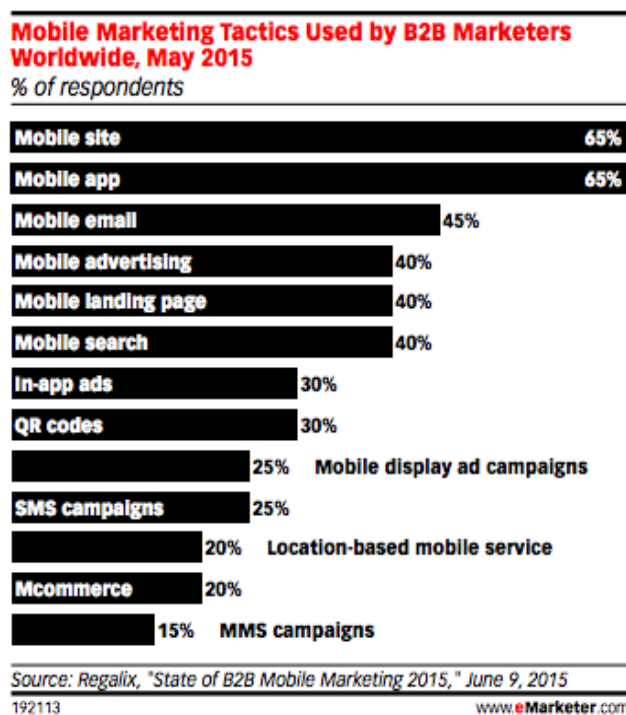 Mobile Marketing Tactics Used by B2B Marketers
Worldwide, May 2015
% of respondents
Mobile site 65%
Mobile app 65%
Mobile email 45%
Mobile advertising 40%
Mobile landing page 40%
Mobile search 40%
In-app ads 30%
QR codes 30%
25% Mobile display ad campaigns
SMS campaigns 25%
20% Location-based mobile service
Mcommerce 20%
15% MMS campaigns
Source: Regalix, "State of B2B Mobile Marketing 2015," June 9, 2015
192113 www.eMarketer.com